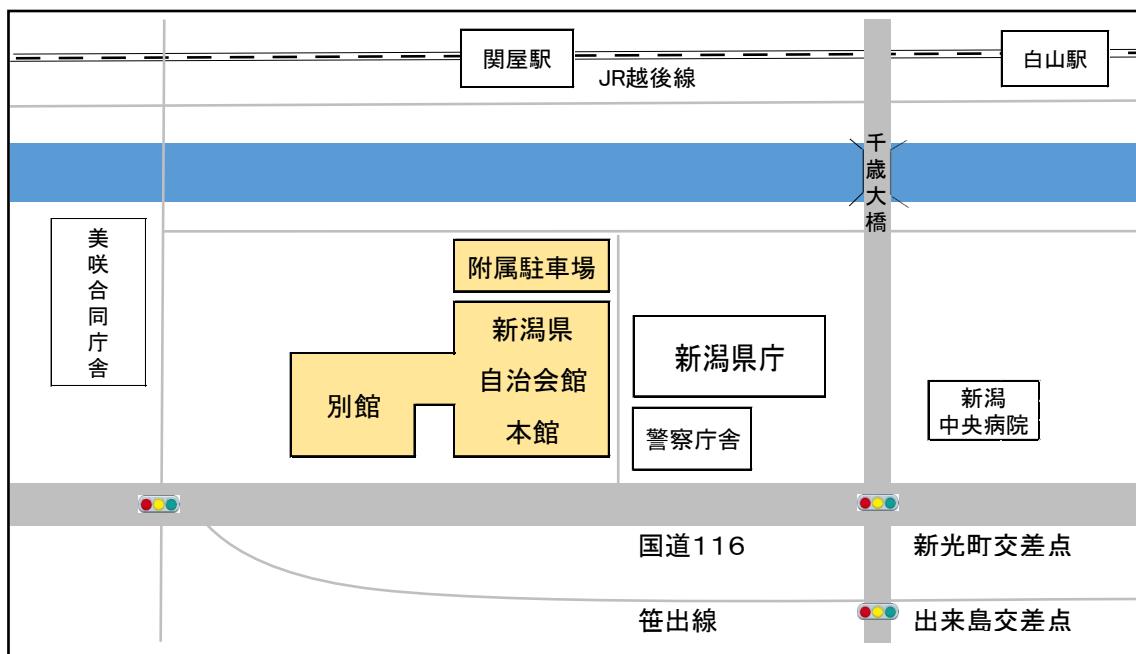 関屋駅
白山駅
JR越後線
千歳大橋
美咲合同庁舎
附属駐車場
新潟県
自治会館
本館
別館
新潟県庁
警察庁舎
新潟
中央病院
国道116
新光町交差点
笹出線
出来島交差点